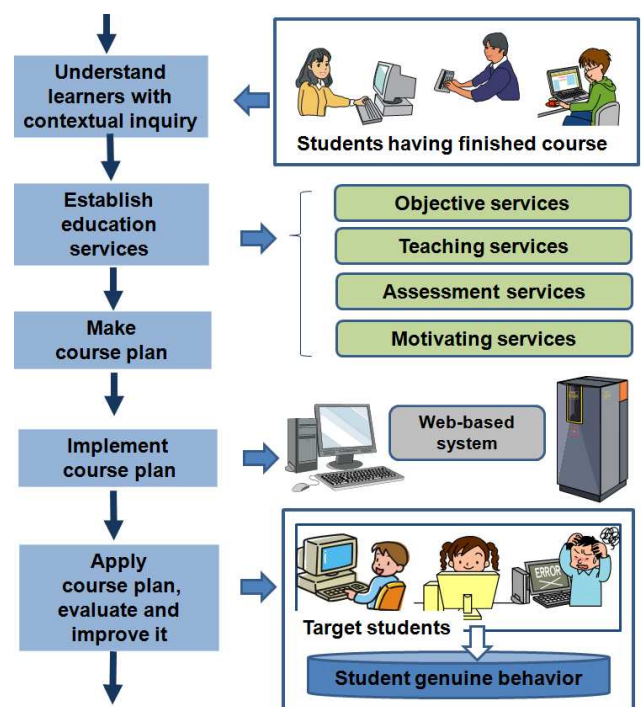 Understand
learners with
contextual inquiry
Students having finished course
Establish
education
services
Objective services
Teaching services
Assessment services
Motivating services
Make
course plan
Implement
course plan
Web-based
system
Apply
course plan,
evaluate and
improve it
ERROR
Target students
Student genuine behavior